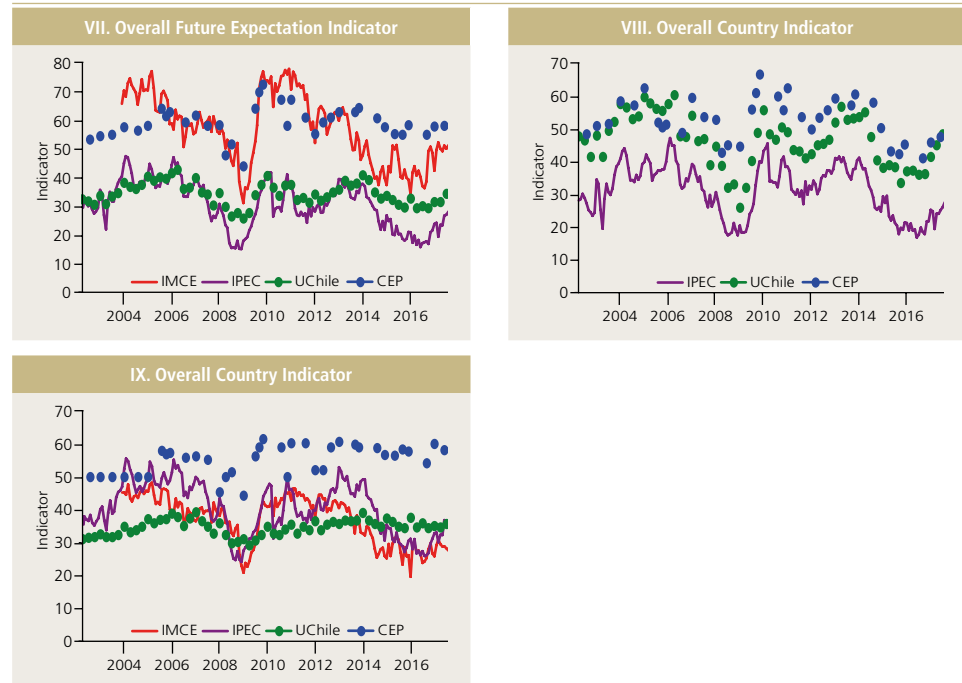 VII. Overall Future Expectation Indicator
80
70
60
50
40
30
20
10
0
Indicator
IMCE IPEC UChile CEP
2004 2006 2008 2010 2012 2014 2016
VIII. Overall Country Indicator
70
60
50
40
30
20
10
0
Indicator
IPEC UChile CEP
2004 2006 2008 2010 2012 2014 2016
IX. Overall Country Indicator
70
60
50
40
30
20
10
0
Indicator
IMCE IPEC UChile CEP
2004 2006 2008 2010 2012 2014 2016